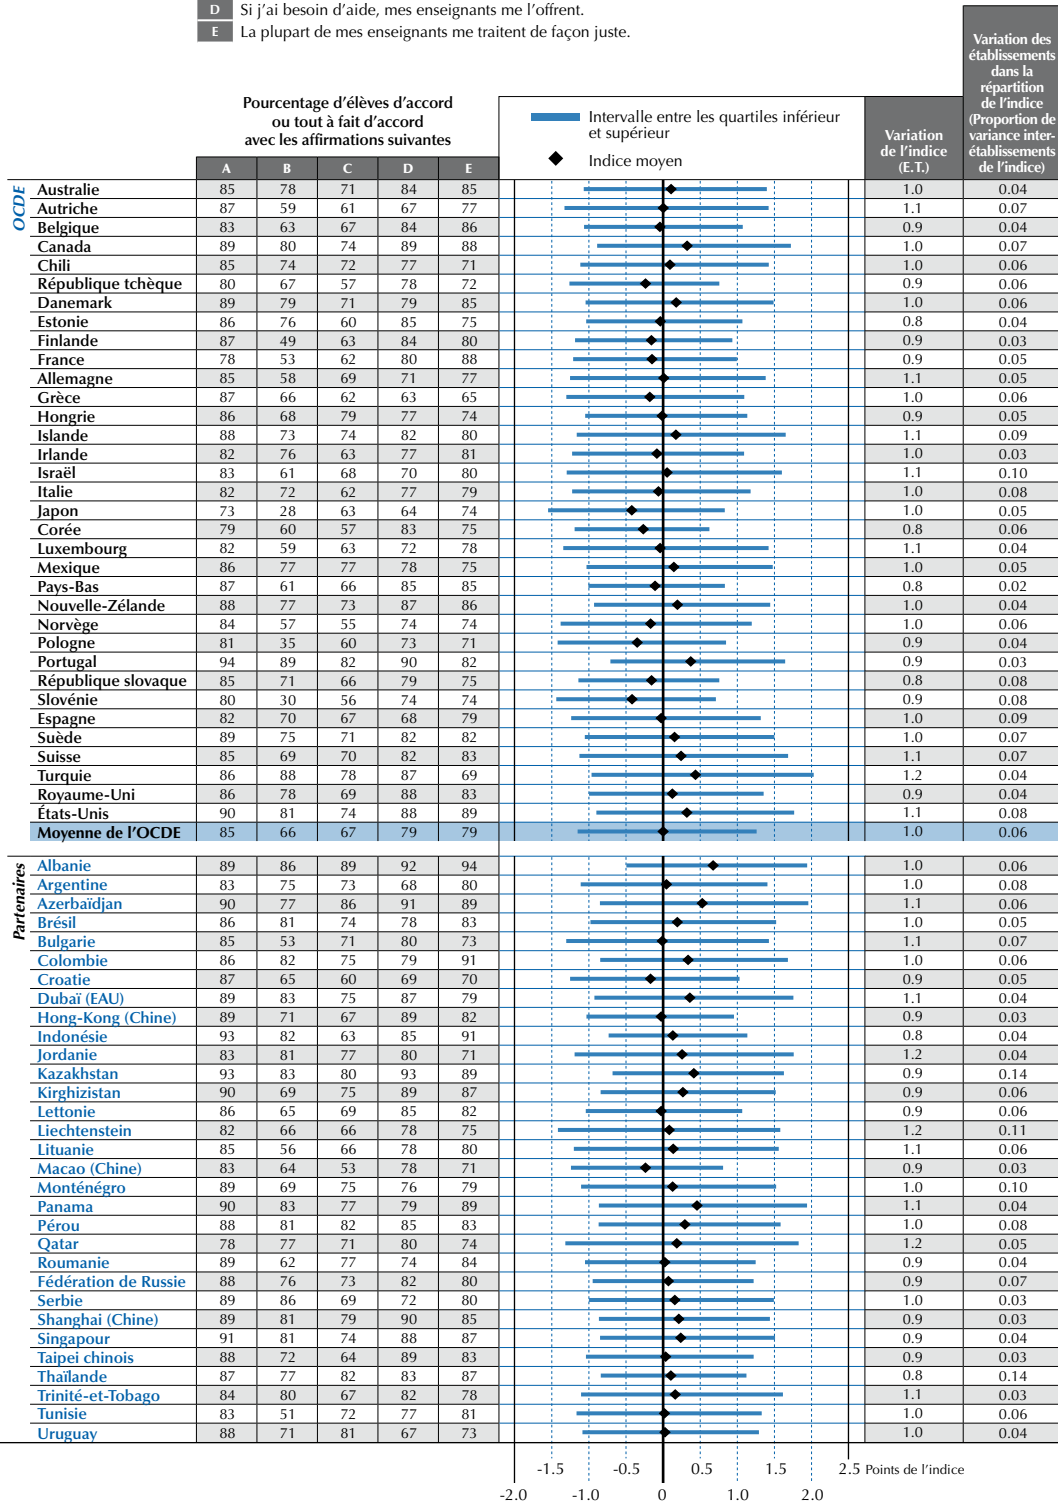 D Si j'ai besoin d'aide, mes enseignants me l'offrent.
E La plupart de mes enseignants me traitent de façon juste.
Pourcentage d'élèves d'accord
ou tout à fait d'accord
avec les affirmations suivantes
Intervalle entre les quartiles inférieur
et supérieur
Indice moyen
Variation
de l'indice
(E.T.)
Variation des
établissements
dans la
répartition
de l'indice
(Proportion de
variance inter-
établissements
de l'indice)
A B C D E
OCDE
Australie 85 78 71 84 85 1.0 0.04
Autriche 87 59 61 67 77 1.1 0.07
Belgique 83 63 67 84 86 0.9 0.04
Canada 89 80 74 89 88 1.0 0.07
Chili 85 74 72 77 71 1.0 0.06
République tchèque 80 67 57 78 72 0.9 0.06
Danemark 89 79 71 79 85 1.0 0.06
Estonie 86 76 60 85 75 0.8 0.04
Finlande 87 49 63 84 80 0.9 0.03
France 78 53 62 80 88 0.9 0.05
Allemagne 85 58 69 71 77 1.1 0.05
Grèce 87 66 62 63 65 1.0 0.06
Hongrie 86 68 79 77 74 0.9 0.05
Islande 88 73 74 82 80 1.1 0.09
Irlande 82 76 63 77 81 1.0 0.03
Israël 83 61 68 70 80 1.1 0.10
Italie 82 72 62 77 79 1.0 0.08
Japon 73 28 63 64 74 1.0 0.05
Corée 79 60 57 83 75 0.8 0.06
Luxembourg 82 59 63 72 78 1.1 0.04
Mexique 86 77 77 78 75 1.0 0.05
Pays-Bas 87 61 66 85 85 0.8 0.02
Nouvelle-Zélande 88 77 73 87 86 1.0 0.04
Norvège 84 57 55 74 74 1.0 0.06
Pologne 81 35 60 73 71 0.9 0.04
Portugal 94 89 82 90 82 0.9 0.03
République slovaque 85 71 66 79 75 0.8 0.08
Slovénie 80 30 56 74 74 0.9 0.08
Espagne 82 70 67 68 79 1.0 0.09
Suède 89 75 71 82 82 1.0 0.07
Suisse 85 69 70 82 83 1.1 0.07
Turquie 86 88 78 87 69 1.2 0.04
Royaume-Uni 86 78 69 88 83 0.9 0.04
États-Unis 90 81 74 88 89 1.1 0.08
Moyenne de l'OCDE 85 66 67 79 79 1.0 0.06
Partenaires
Albanie 89 86 89 92 94 1.0 0.06
Argentine 83 75 73 68 80 1.0 0.08
Azerbaïdjan 90 77 86 91 89 1.1 0.06
Brésil 86 81 74 78 83 1.0 0.05
Bulgarie 85 53 71 80 73 1.1 0.07
Colombie 86 82 75 79 91 1.0 0.06
Croatie 87 65 60 69 70 0.9 0.05
Dubaï (EAU) 89 83 75 87 79 1.1 0.04
Hong-Kong (Chine) 89 71 67 89 82 0.9 0.03
Indonésie 93 82 63 85 91 0.8 0.04
Jordanie 83 81 77 80 71 1.2 0.04
Kazakhstan 93 83 80 93 89 0.9 0.14
Kirghizistan 90 69 75 89 87 0.9 0.06
Lettonie 86 65 69 85 82 0.9 0.06
Liechtenstein 82 66 66 78 75 1.2 0.11
Lituanie 85 56 66 78 80 1.1 0.06
Macao (Chine) 83 64 53 78 71 0.9 0.03
Monténégro 89 69 75 76 79 1.0 0.10
Panama 90 83 77 79 89 1.1 0.04
Pérou 88 81 82 85 83 1.0 0.08
Qatar 78 77 71 80 74 1.2 0.05
Roumanie 89 62 77 74 84 0.9 0.04
Fédération de Russie 88 76 73 82 80 0.9 0.07
Serbie 89 86 69 72 80 1.0 0.03
Shanghai (Chine) 89 81 79 90 85 0.9 0.03
Singapour 91 81 74 88 87 0.9 0.04
Taipei chinois 88 72 64 89 83 0.9 0.03
Thaïlande 87 77 82 83 87 0.8 0.14
Trinité-et-Tobago 84 80 67 82 78 1.1 0.03
Tunisie 83 51 72 77 81 1.0 0.06
Uruguay 88 71 81 67 73 1.0 0.04
-1.5 -0.5 0.5 1.5 2.5 Points de l'indice
-2.0 -1.0 0 1.0 2.0